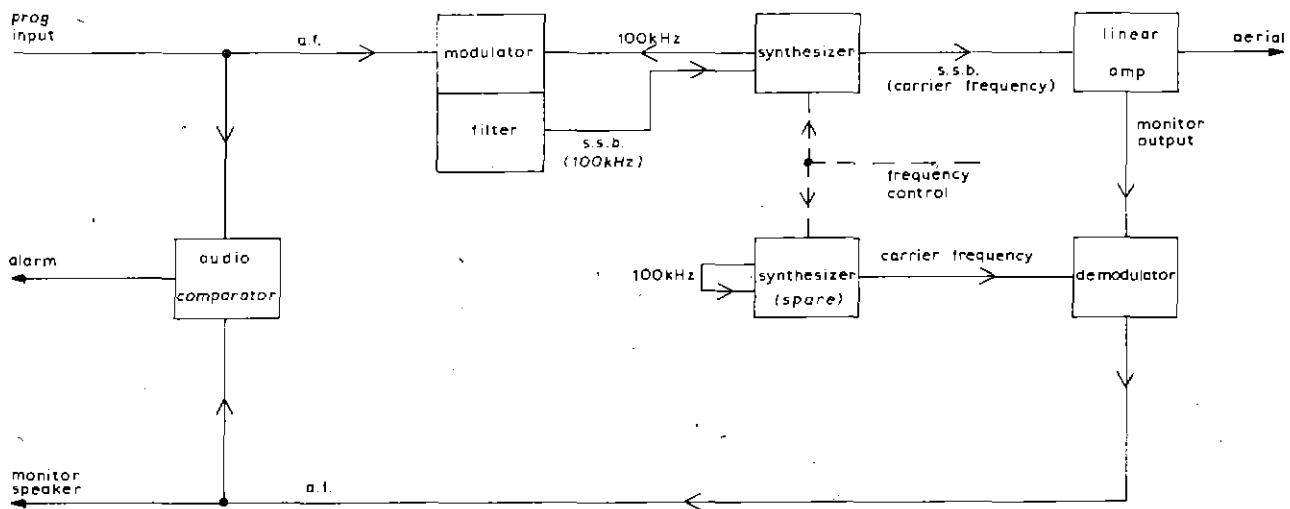 prog
input
a.f.
modulator
filter
100kHz
s.s.b.
(100kHz)
synthesizer
s.s.b.
(carrier frequency)
linear
amp
aerial
monitor
output
frequency
control
alarm
audio
comparator
100kHz
synthesizer
(spare)
carrier frequency
demodulator
monitor
speaker
a.f.